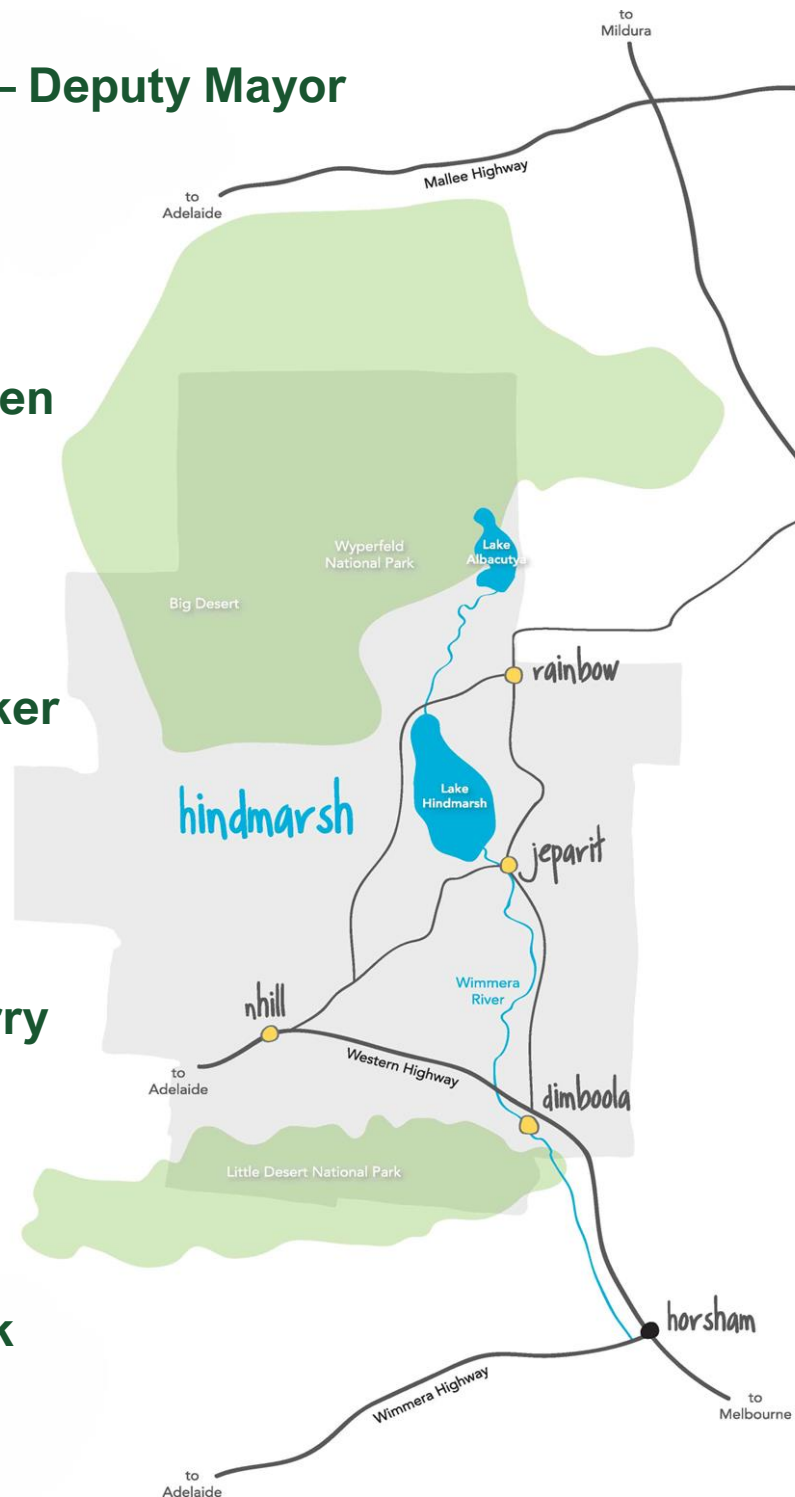 to
Mildura
– Deputy Mayor
Mallee Highway
to
Adelaide
en
Wyperfeld
National Park
Lake
Albacutya
Big Desert
rainbow
ker
Lake
Hindmarsh
hindmarsh
jeparit
Wimmera
River
nhill
rry
Western Highway
to
Adelaide
dimboola
Little Desert National Park
horsham
k
Wimmera Highway
to
Melbourne
to
Adelaide